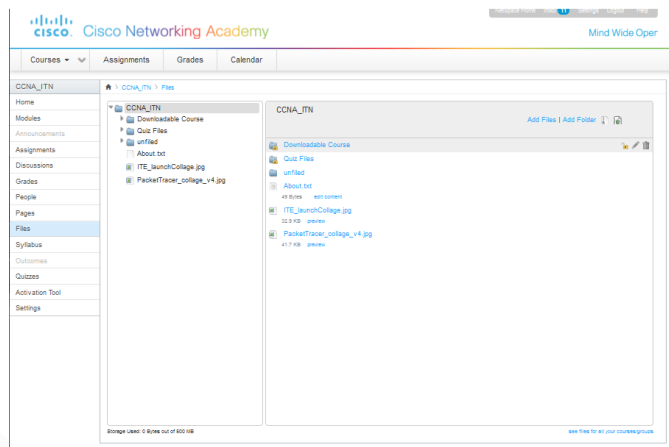 cisco. Cisco Networking Academy
Mind Wide Oper
Courses Assignments Grades Calendar
CCNA_ITN
Home
Modules
Announcements
Assignments
Discussions
Grades
People
Pages
Files
Syllabus
Outcomes
Quizzes
Activation Tool
Settings
CCNA_ITN > Files
CCNA_ITN
Downloadable Course
Quiz Files
unfiled
About.txt
ITE_launchCollage.jpg
PacketTracer_collage_v4.jpg
CCNA_ITN
Add Files | Add Folder
Downloadable Course
Quiz Files
unfiled
About.txt
49 Bytes edit content
ITE_launchCollage.jpg
32.9 KB preview
PacketTracer_collage_v4.jpg
41.7 KB preview
Storage Used: 0 Bytes out of 500 MB
see files for all your courses/groups